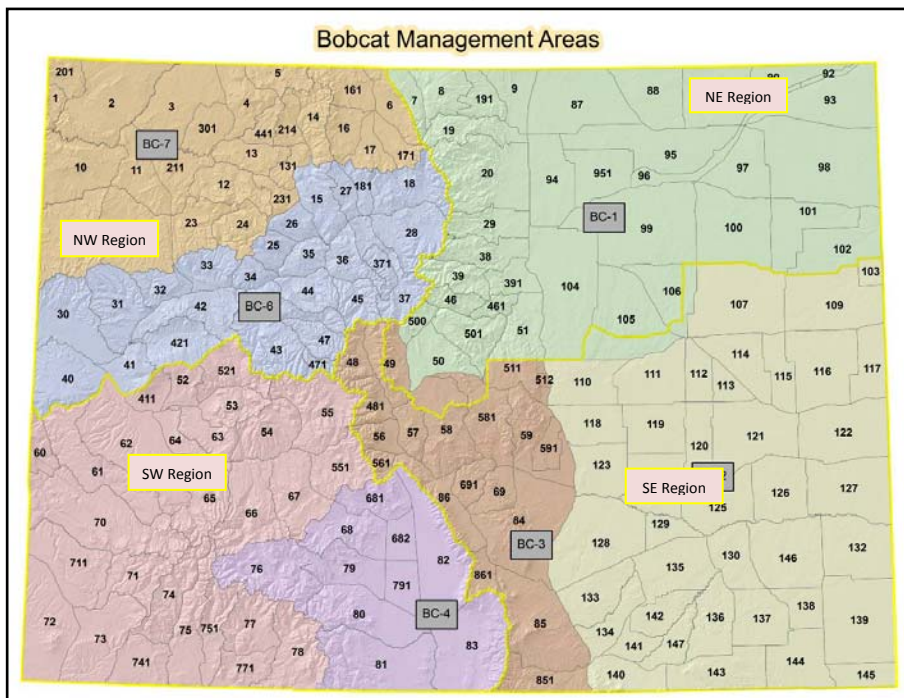 Bobcat Management Areas
201 5 92
1 2 3 4 161 6 7 8 191 9 87 88 NE Region 93
301 441 214 14 16 19
BC-7 13 17 95
10 11 211 131 171 20 94 951 96 97 98
12 15 27 181 18
231 BC-1 101
23 24 26 28 29 99 100
NW Region 25 35 36 38 102
33 34 371 39 391 103
30 31 32 42 BC-6 44 45 37 46 461 104 106 107 109
500 501 51 105
421 43 47 114
41 471 48 49 50 511 111 112 115 116 117
40 52 521 512 110 113
411 53 55 481 57 58 581 118 119 121 122
60 62 64 63 54 56 59 591 120
61 SW Region 551 561 691 123 SE Region 2 126 127
65 67 681 86 69 125
70 66 68 682 84 129
711 76 79 82 BC-3 128 130 146 132
71 791 861 135
74 80 BC-4 133 138
72 75 751 77 83 85 134 142 136 137 139
73 78 141 147
741 771 81 851 140 143 144 145